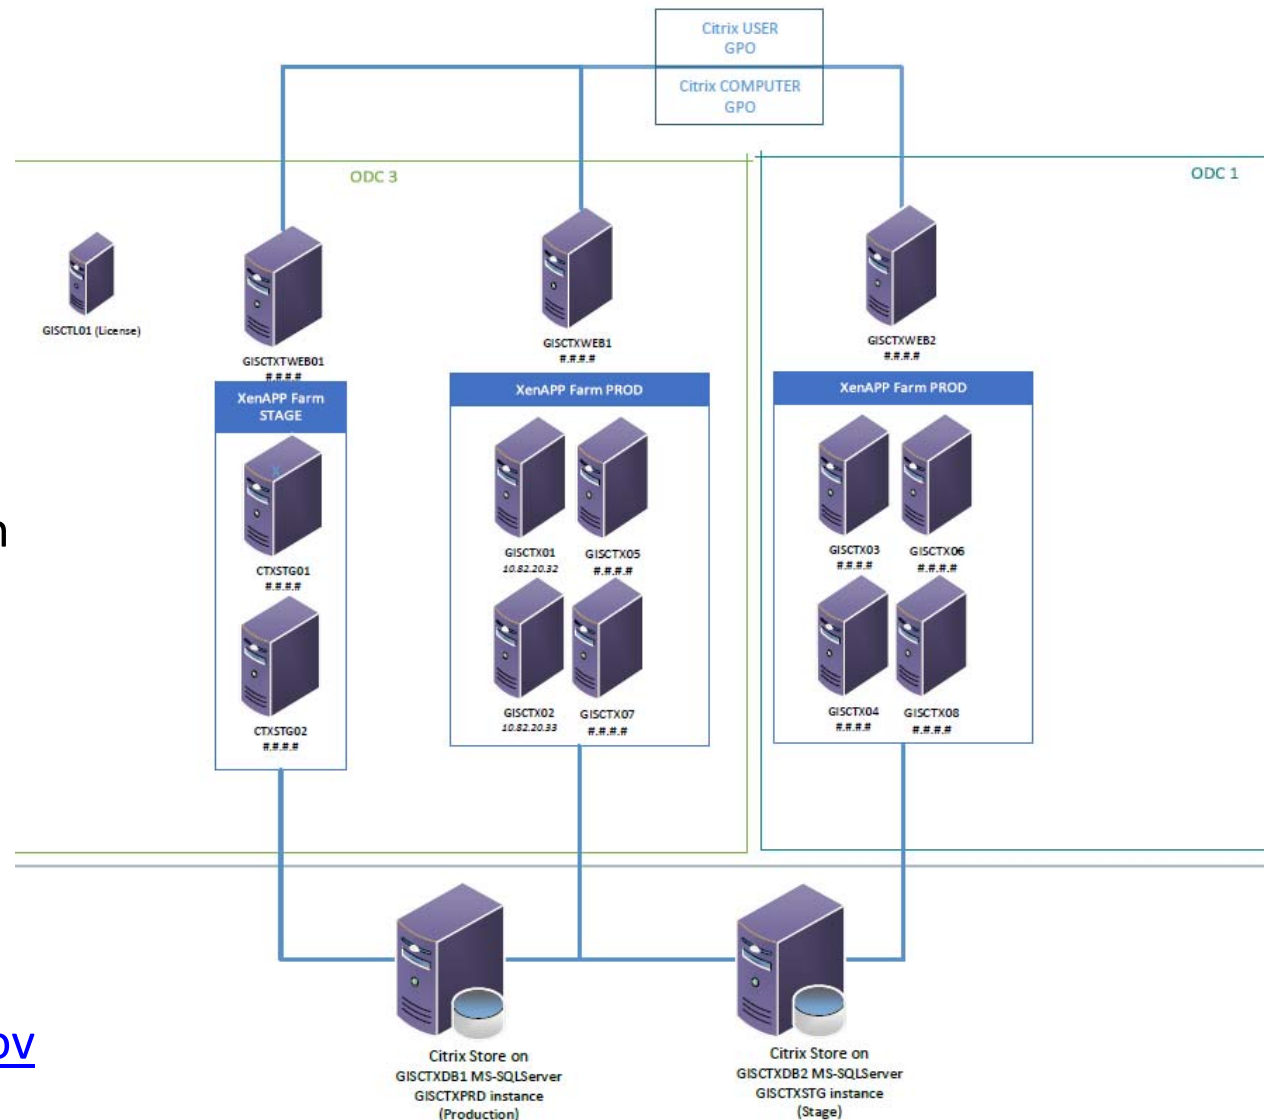 Citrix USER
GPO
Citrix COMPUTER
GPO
ODC 3
ODC 1
GISCTL01 (License)
GISCTXTWEB01
#.#.#.#
GISCTXWEB1
#.#.#.#
GISCTXWEB2
#.#.#.#
XenAPP Farm
STAGE
X
CTXSTG01
#.#.#.#
CTXSTG02
#.#.#.#
XenAPP Farm PROD
GISCTX01
10.82.20.32
GISCTX05
#.#.#.#
GISCTX02
10.82.20.33
GISCTX07
#.#.#.#
XenAPP Farm PROD
GISCTX03
#.#.#.#
GISCTX06
#.#.#.#
GISCTX04
#.#.#.#
GISCTX08
#.#.#.#
Citrix Store on
GISCTXDB1 MS-SQLServer
GISCTXPRD instance
(Production)
Citrix Store on
GISCTXDB2 MS-SQLServer
GISCTXSTG instance
(Stage)